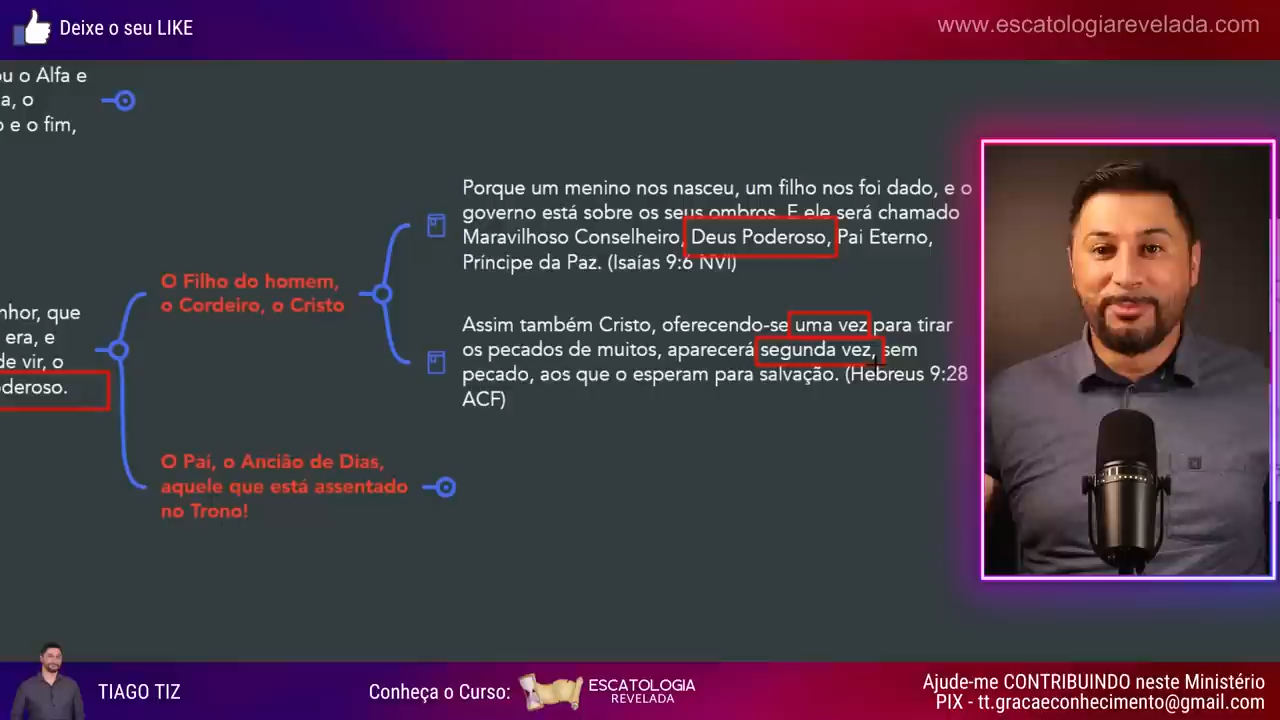 Deixe o seu LIKE
www.escatologiarevelada.com
ou o Alfa e
a, o
o e o fim,
Porque um menino nos nasceu, um filho nos foi dado, e o
governo está sobre os seus ombros. E ele será chamado
Maravilhoso Conselheiro, Deus Poderoso, Pai Eterno,
Príncipe da Paz. (Isaías 9:6 NVI)
O Filho do homem,
o Cordeiro, o Cristo
nhor, que
era, e
de vir, o
oderoso.
Assim também Cristo, oferecendo-se uma vez para tirar
os pecados de muitos, aparecerá segunda vez, sem
pecado, aos que o esperam para salvação. (Hebreus 9:28
ACF)
O Pai, o Ancião de Dias,
aquele que está assentado
no Trono!
TIAGO TIZ
Conheça o Curso:
ESCATOLOGIA
REVELADA
Ajude-me CONTRIBUINDO neste Ministério
PIX - tt.gracaeconhecimento@gmail.com